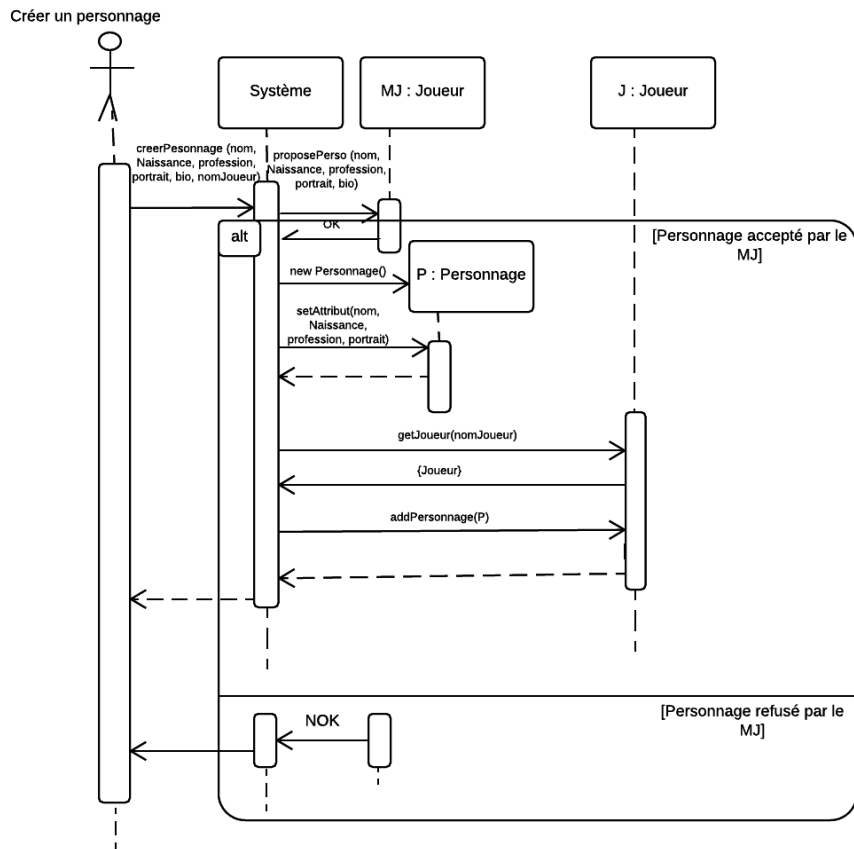 Créer un personnage
Système
MJ : Joueur
J : Joueur
creerPesonnage (nom,
Naissance, profession,
portrait, bio, nomJoueur)
proposePerso (nom,
Naissance, profession,
portrait, bio)
OK
alt
[Personnage accepté par le
MJ]
new Personnage()
P : Personnage
setAttribut(nom,
Naissance,
profession, portrait)
getJoueur(nomJoueur)
{Joueur}
addPersonnage(P)
[Personnage refusé par le
MJ]
NOK